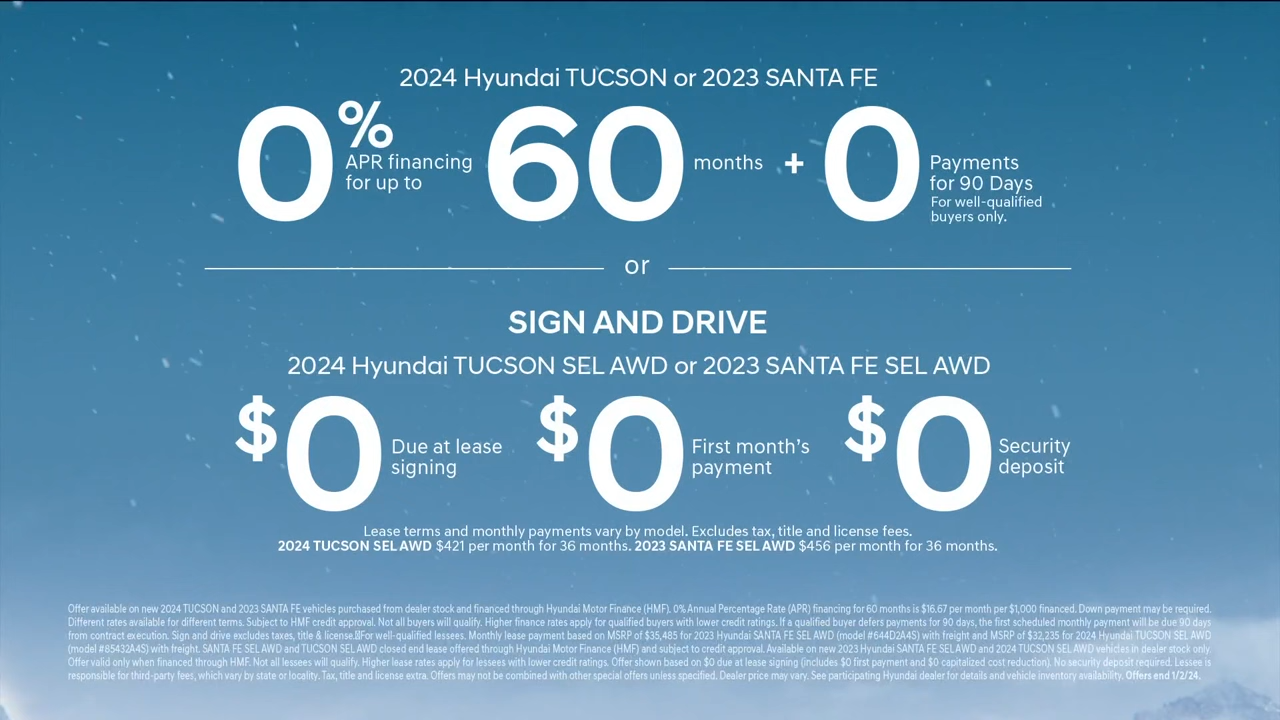 2024 Hyundai TUCSON or 2023 SANTA FE
0% APR financing for up to 60 months + 0 Payments for 90 Days
For well-qualified buyers only.
or
SIGN AND DRIVE
2024 Hyundai TUCSON SEL AWD or 2023 SANTA FE SEL AWD
$0 Due at lease signing $0 First month's payment $0 Security deposit
Lease terms and monthly payments vary by model. Excludes tax, title and license fees.
2024 TUCSON SEL AWD $421 per month for 36 months. 2023 SANTA FE SEL AWD $456 per month for 36 months.
Offer available on new 2024 TUCSON and 2023 SANTA FE vehicles purchased from dealer stock and financed through Hyundai Motor Finance (HMF). 0% Annual Percentage Rate (APR) financing for 60 months is $16.67 per month per $1,000 financed. Down payment may be required.
Different rates available for different terms. Subject to HMF credit approval. Not all buyers will qualify. Higher finance rates apply for qualified buyers with lower credit ratings. If a qualified buyer defers payments for 90 days, the first scheduled monthly payment will be due 90 days
from contract execution. Sign and drive excludes taxes, title & license.For well-qualified lessees. Monthly lease payment based on MSRP of $35,485 for 2023 Hyundai SANTA FE SEL AWD (model #644D2A4S) with freight and MSRP of $32,235 for 2024 Hyundai TUCSON SEL AWD
(model #85432A4S) with freight. SANTA FE SEL AWD and TUCSON SEL AWD closed end lease offered through Hyundai Motor Finance (HMF) and subject to credit approval. Available on new 2023 Hyundai SANTA FE SEL AWD and 2024 TUCSON SEL AWD vehicles in dealer stock only.
Offer valid only when financed through HMF. Not all lessees will qualify. Higher lease rates apply for lessees with lower credit ratings. Offer shown based on $0 due at lease signing (includes $0 first payment and $0 capitalized cost reduction). No security deposit required. Lessee is
responsible for third-party fees, which vary by state or locality. Tax, title and license extra. Offers may not be combined with other special offers unless specified. Dealer price may vary. See participating Hyundai dealer for details and vehicle inventory availability. Offers end 1/2/24.